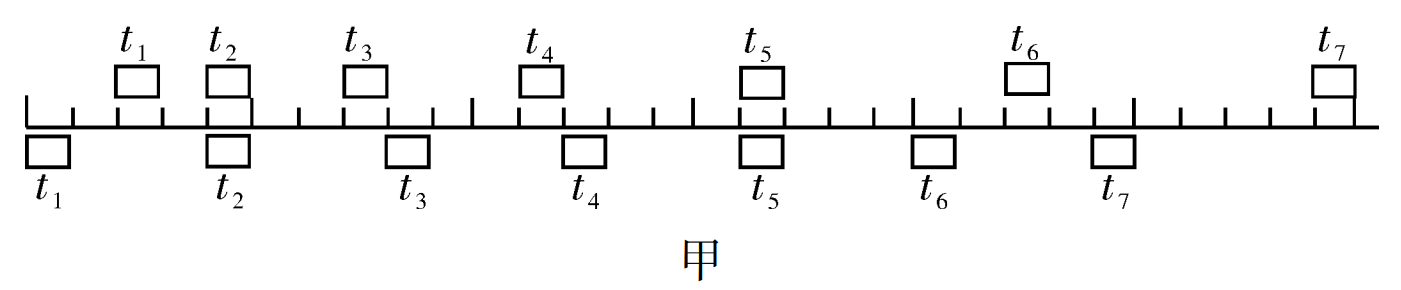 t₁ t₂ t₃ t₄ t₅ t₆ t₇
t₁ t₂ t₃ t₄ t₅ t₆ t₇
甲